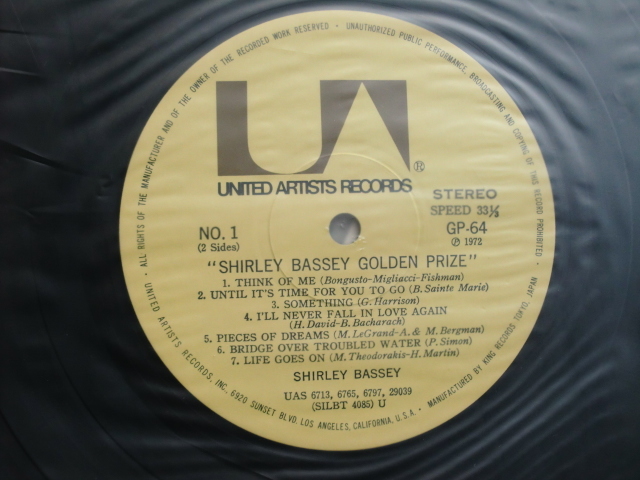 · ALL RIGHTS OF THE MANUFACTURER AND OF THE OWNER OF THE RECORDED WORK RESERVED · UNAUTHORIZED PUBLIC PERFORMANCE, BROADCASTING AND COPYING OF THIS RECORD PROHIBITED ·
UA®
UNITED ARTISTS RECORDS
STEREO
SPEED 33⅓
NO. 1
(2 Sides)
GP-64
℗ 1972
"SHIRLEY BASSEY GOLDEN PRIZE"
1. THINK OF ME (Bongusto-Migliacci-Fishman)
2. UNTIL IT'S TIME FOR YOU TO GO (B. Sainte Marie)
3. SOMETHING (G. Harrison)
4. I'LL NEVER FALL IN LOVE AGAIN
(H. David-B. Bacharach)
5. PIECES OF DREAMS (M. LeGrand-A. & M. Bergman)
6. BRIDGE OVER TROUBLED WATER (P. Simon)
7. LIFE GOES ON (M. Theodorakis-H. Martin)
SHIRLEY BASSEY
UAS 6713, 6765, 6797, 29039
(SILBT 4085) U
UNITED ARTISTS RECORDS, INC., 6920 SUNSET BLVD. LOS ANGELES, CALIFORNIA, U.S.A. · MANUFACTURED BY KING RECORDS TOKYO, JAPAN